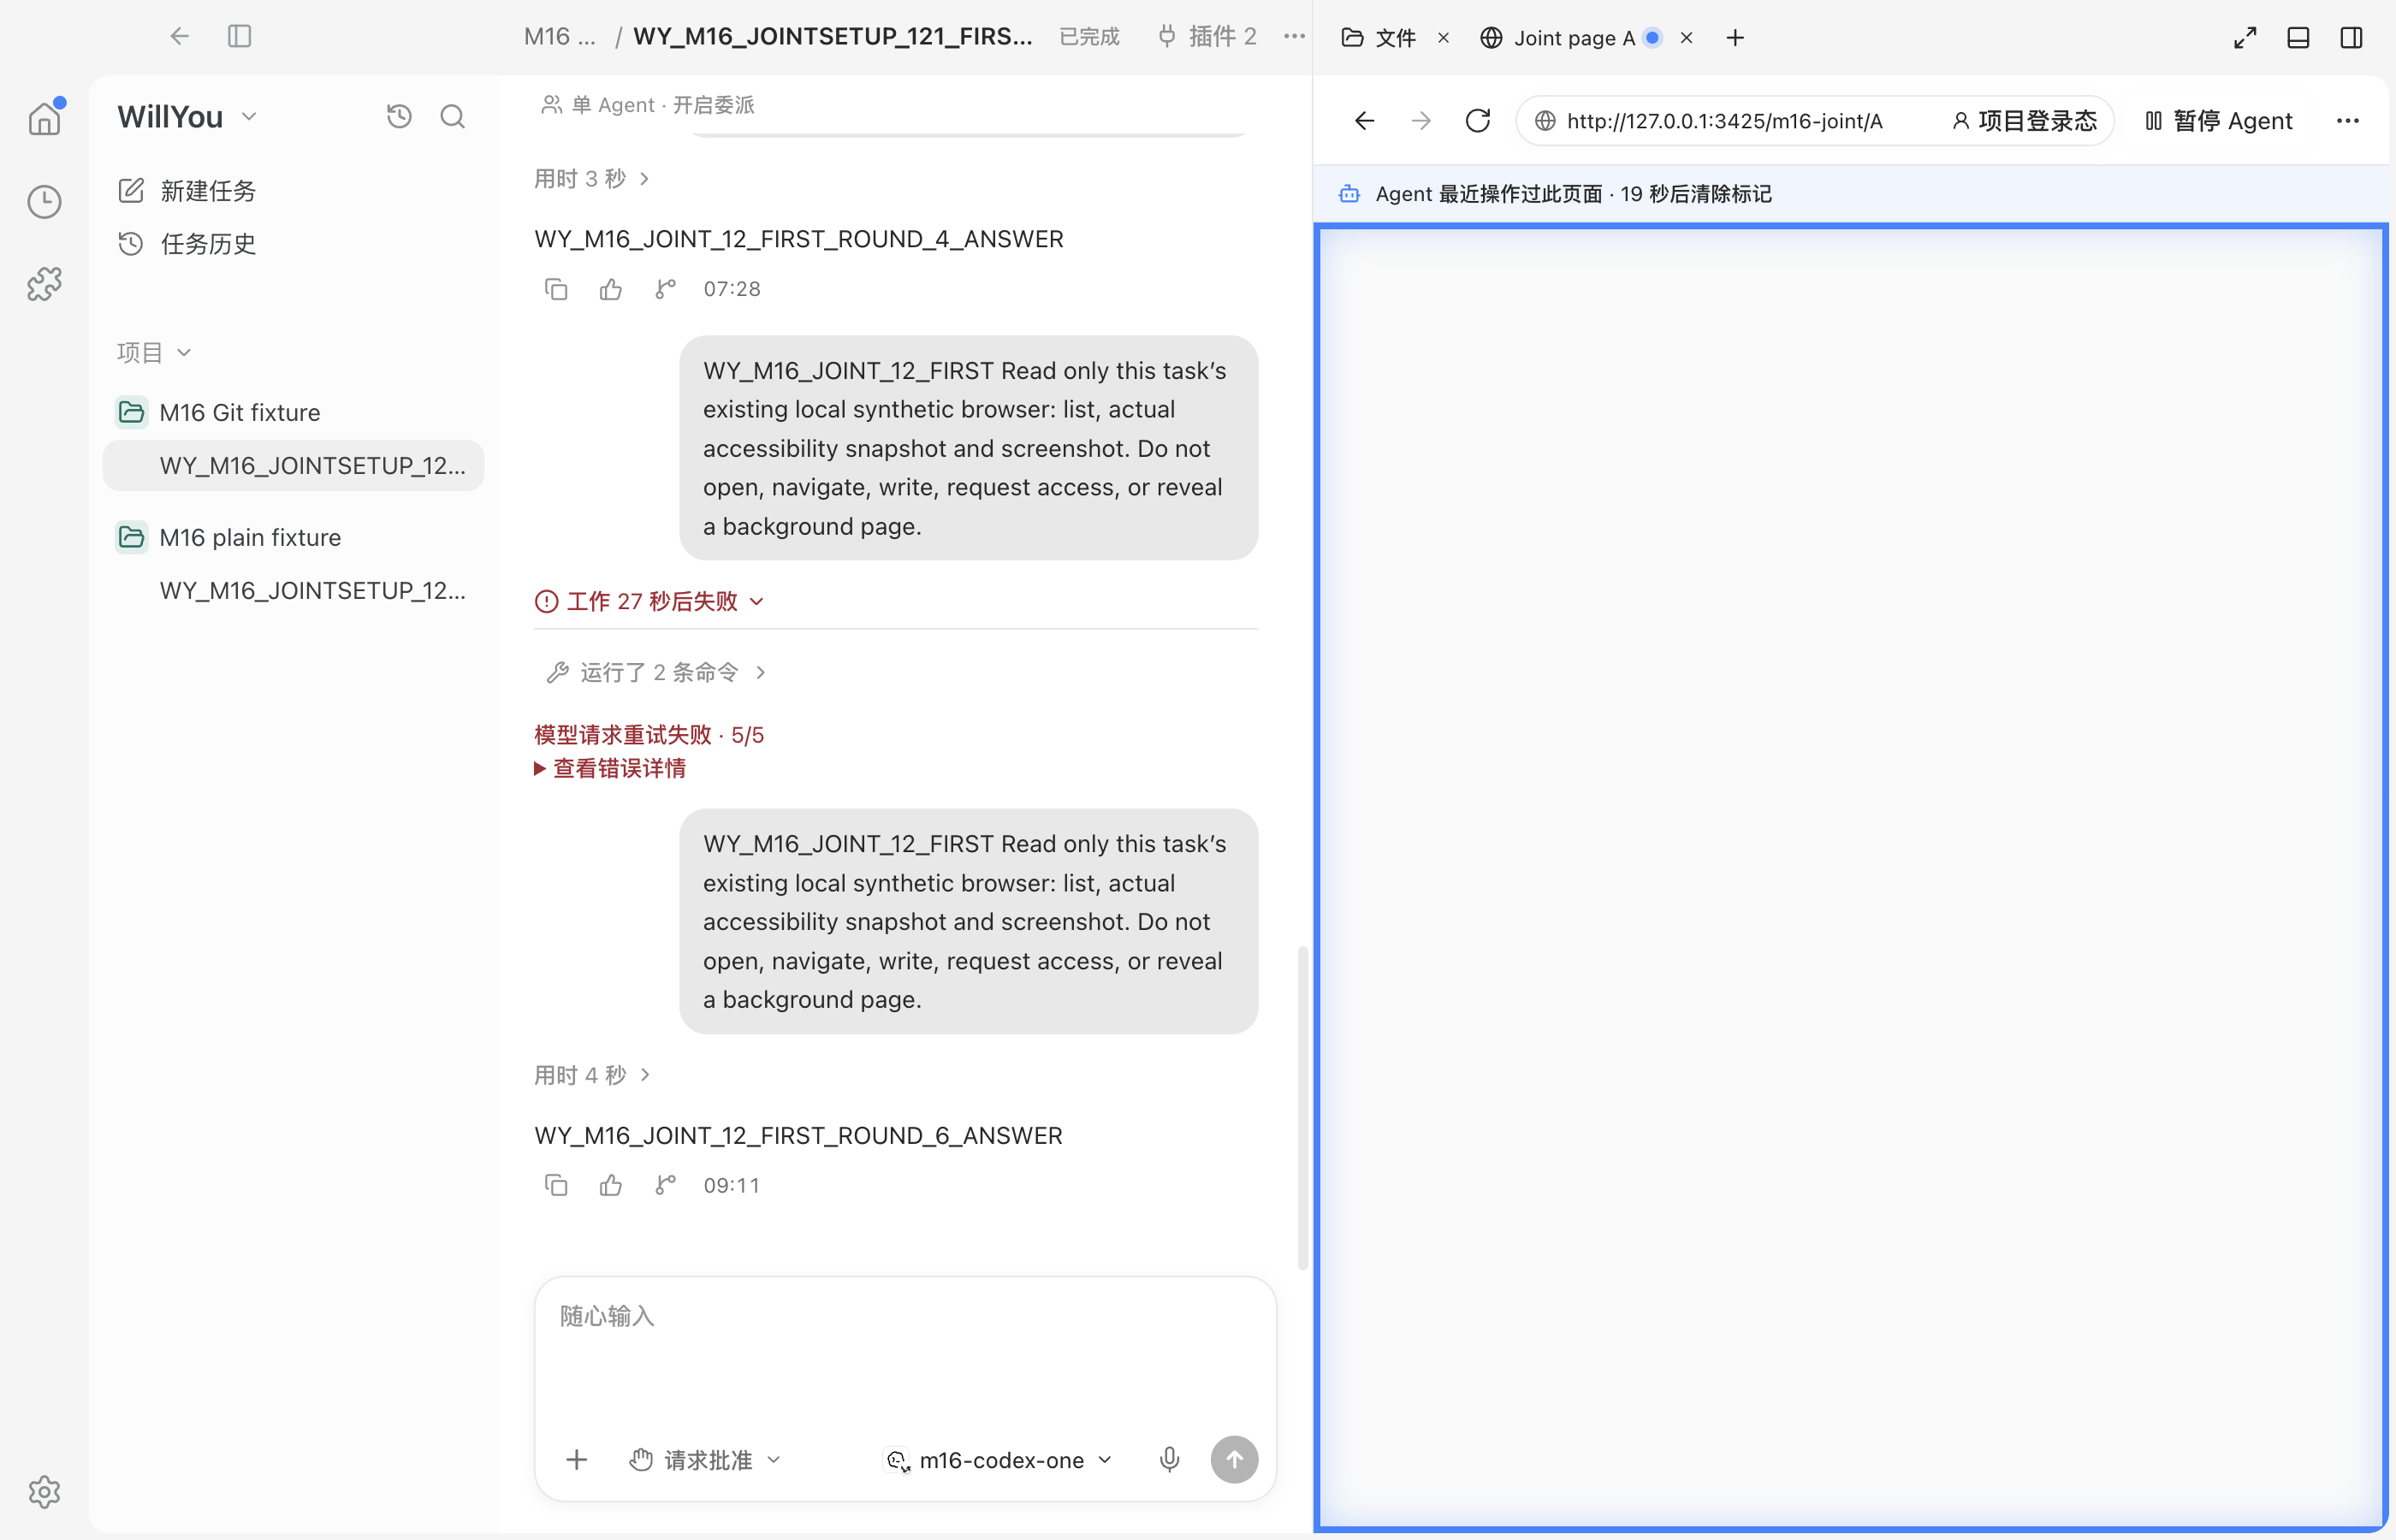 M16 ... / WY_M16_JOINTSETUP_121_FIRS... 已完成 插件 2
文件 Joint page A
WillYou
新建任务
任务历史
项目
M16 Git fixture
WY_M16_JOINTSETUP_12...
M16 plain fixture
WY_M16_JOINTSETUP_12...
单 Agent · 开启委派
用时 3 秒
WY_M16_JOINT_12_FIRST_ROUND_4_ANSWER
07:28
WY_M16_JOINT_12_FIRST Read only this task’s
existing local synthetic browser: list, actual
accessibility snapshot and screenshot. Do not
open, navigate, write, request access, or reveal
a background page.
工作 27 秒后失败
运行了 2 条命令
模型请求重试失败 · 5/5
查看错误详情
WY_M16_JOINT_12_FIRST Read only this task’s
existing local synthetic browser: list, actual
accessibility snapshot and screenshot. Do not
open, navigate, write, request access, or reveal
a background page.
用时 4 秒
WY_M16_JOINT_12_FIRST_ROUND_6_ANSWER
09:11
随心输入
请求批准 m16-codex-one
http://127.0.0.1:3425/m16-joint/A 项目登录态 暂停 Agent
Agent 最近操作过此页面 · 19 秒后清除标记